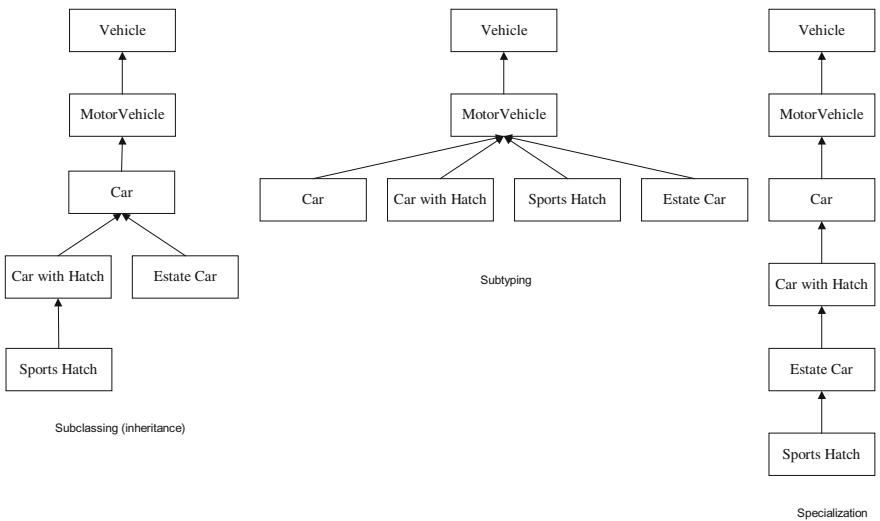 Vehicle
MotorVehicle
Car
Car with Hatch
Estate Car
Sports Hatch
Subclassing (inheritance)
Vehicle
MotorVehicle
Car
Car with Hatch
Sports Hatch
Estate Car
Subtyping
Vehicle
MotorVehicle
Car
Car with Hatch
Estate Car
Sports Hatch
Specialization